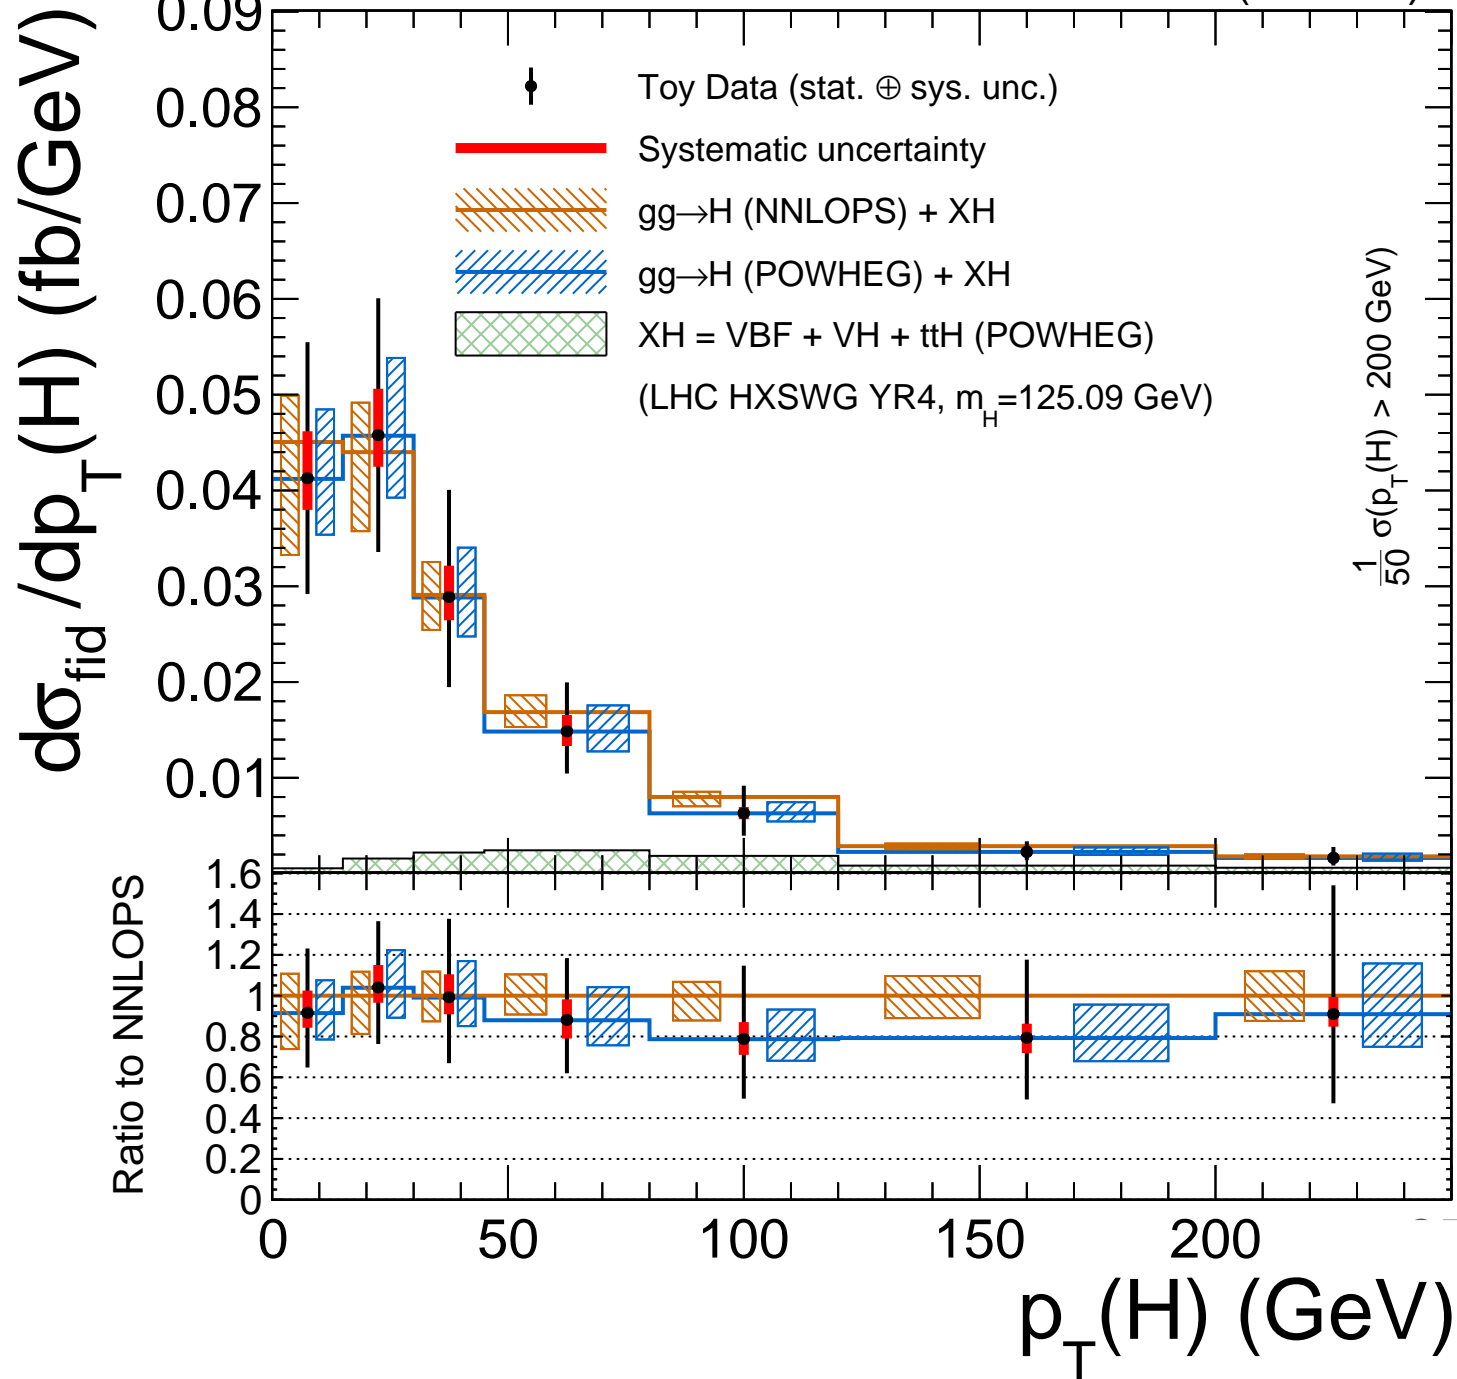 0.09
0.08
0.07
0.06
0.05
0.04
0.03
0.02
0.01
dσfid/dpT(H) (fb/GeV)
Toy Data (stat. ⊕ sys. unc.)
Systematic uncertainty
gg→H (NNLOPS) + XH
gg→H (POWHEG) + XH
XH = VBF + VH + ttH (POWHEG)
(LHC HXSWG YR4, mH=125.09 GeV)
1/50 σ(pT(H) > 200 GeV)
1.6
1.4
1.2
1
0.8
0.6
0.4
0.2
0
Ratio to NNLOPS
0 50 100 150 200
pT(H) (GeV)